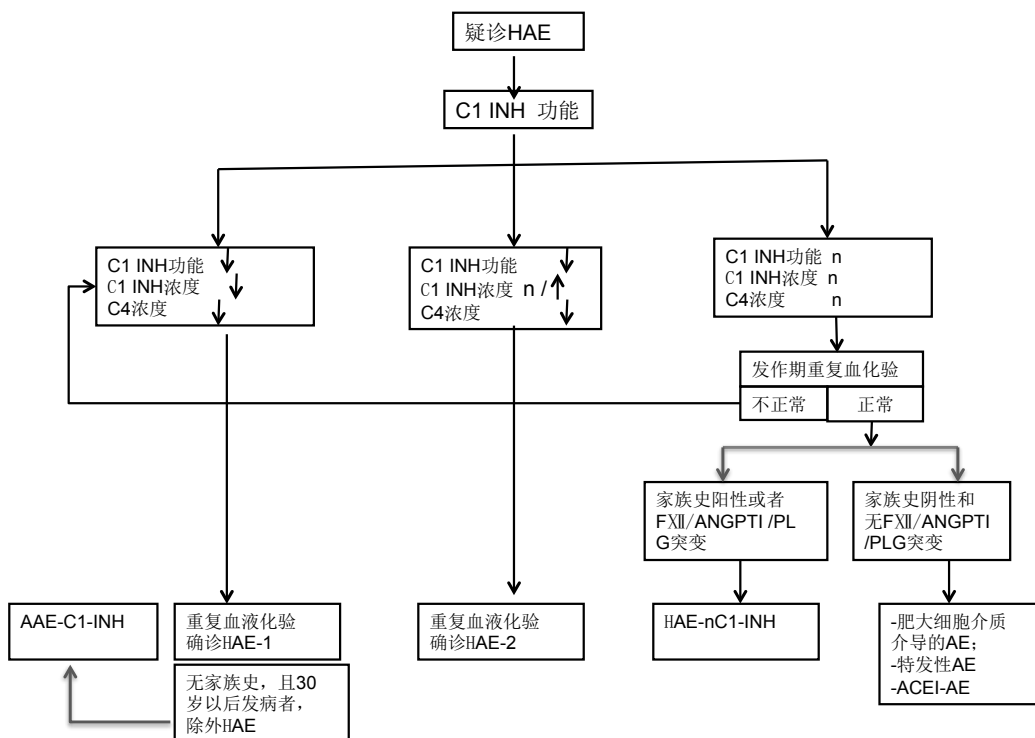 疑诊HAE
C1 INH 功能
C1 INH功能 ↓
C1 INH浓度 ↓
C4浓度 ↓
C1 INH功能 ↓
C1 INH浓度 n /↑
C4浓度 ↓
C1 INH功能 n
C1 INH浓度 n
C4浓度 n
发作期重复血化验
不正常
正常
家族史阳性或者
FⅫ/ANGPTI /PL
G突变
家族史阴性和
无FⅫ/ANGPTI
/PLG突变
AAE-C1-INH
重复血液化验
确诊HAE-1
重复血液化验
确诊HAE-2
HAE-nC1-INH
-肥大细胞介质
介导的AE；
-特发性AE
-ACEI-AE
无家族史，且30
岁以后发病者，
除外HAE